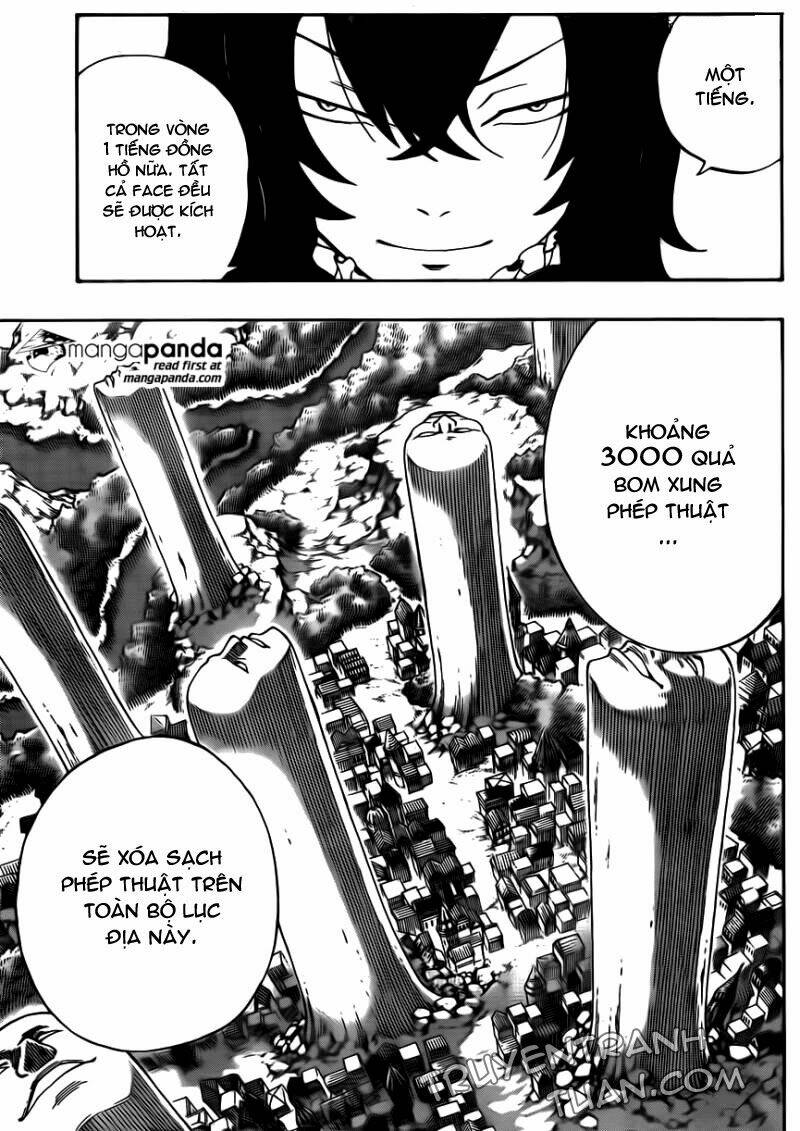 MỘT
TIẾNG.
TRONG VÒNG
1 TIẾNG ĐỒNG
HỒ NỮA. TẤT
CẢ FACE ĐỀU
SẼ ĐƯỢC KÍCH
HOẠT.
mangapanda
read first at
mangapanda.com
KHOẢNG
3000 QUẢ
BOM XUNG
PHÉP THUẬT
...
SẼ XÓA SẠCH
PHÉP THUẬT TRÊN
TOÀN BỘ LỤC
ĐỊA NÀY.
TRUYENTRANH
TUAN.COM